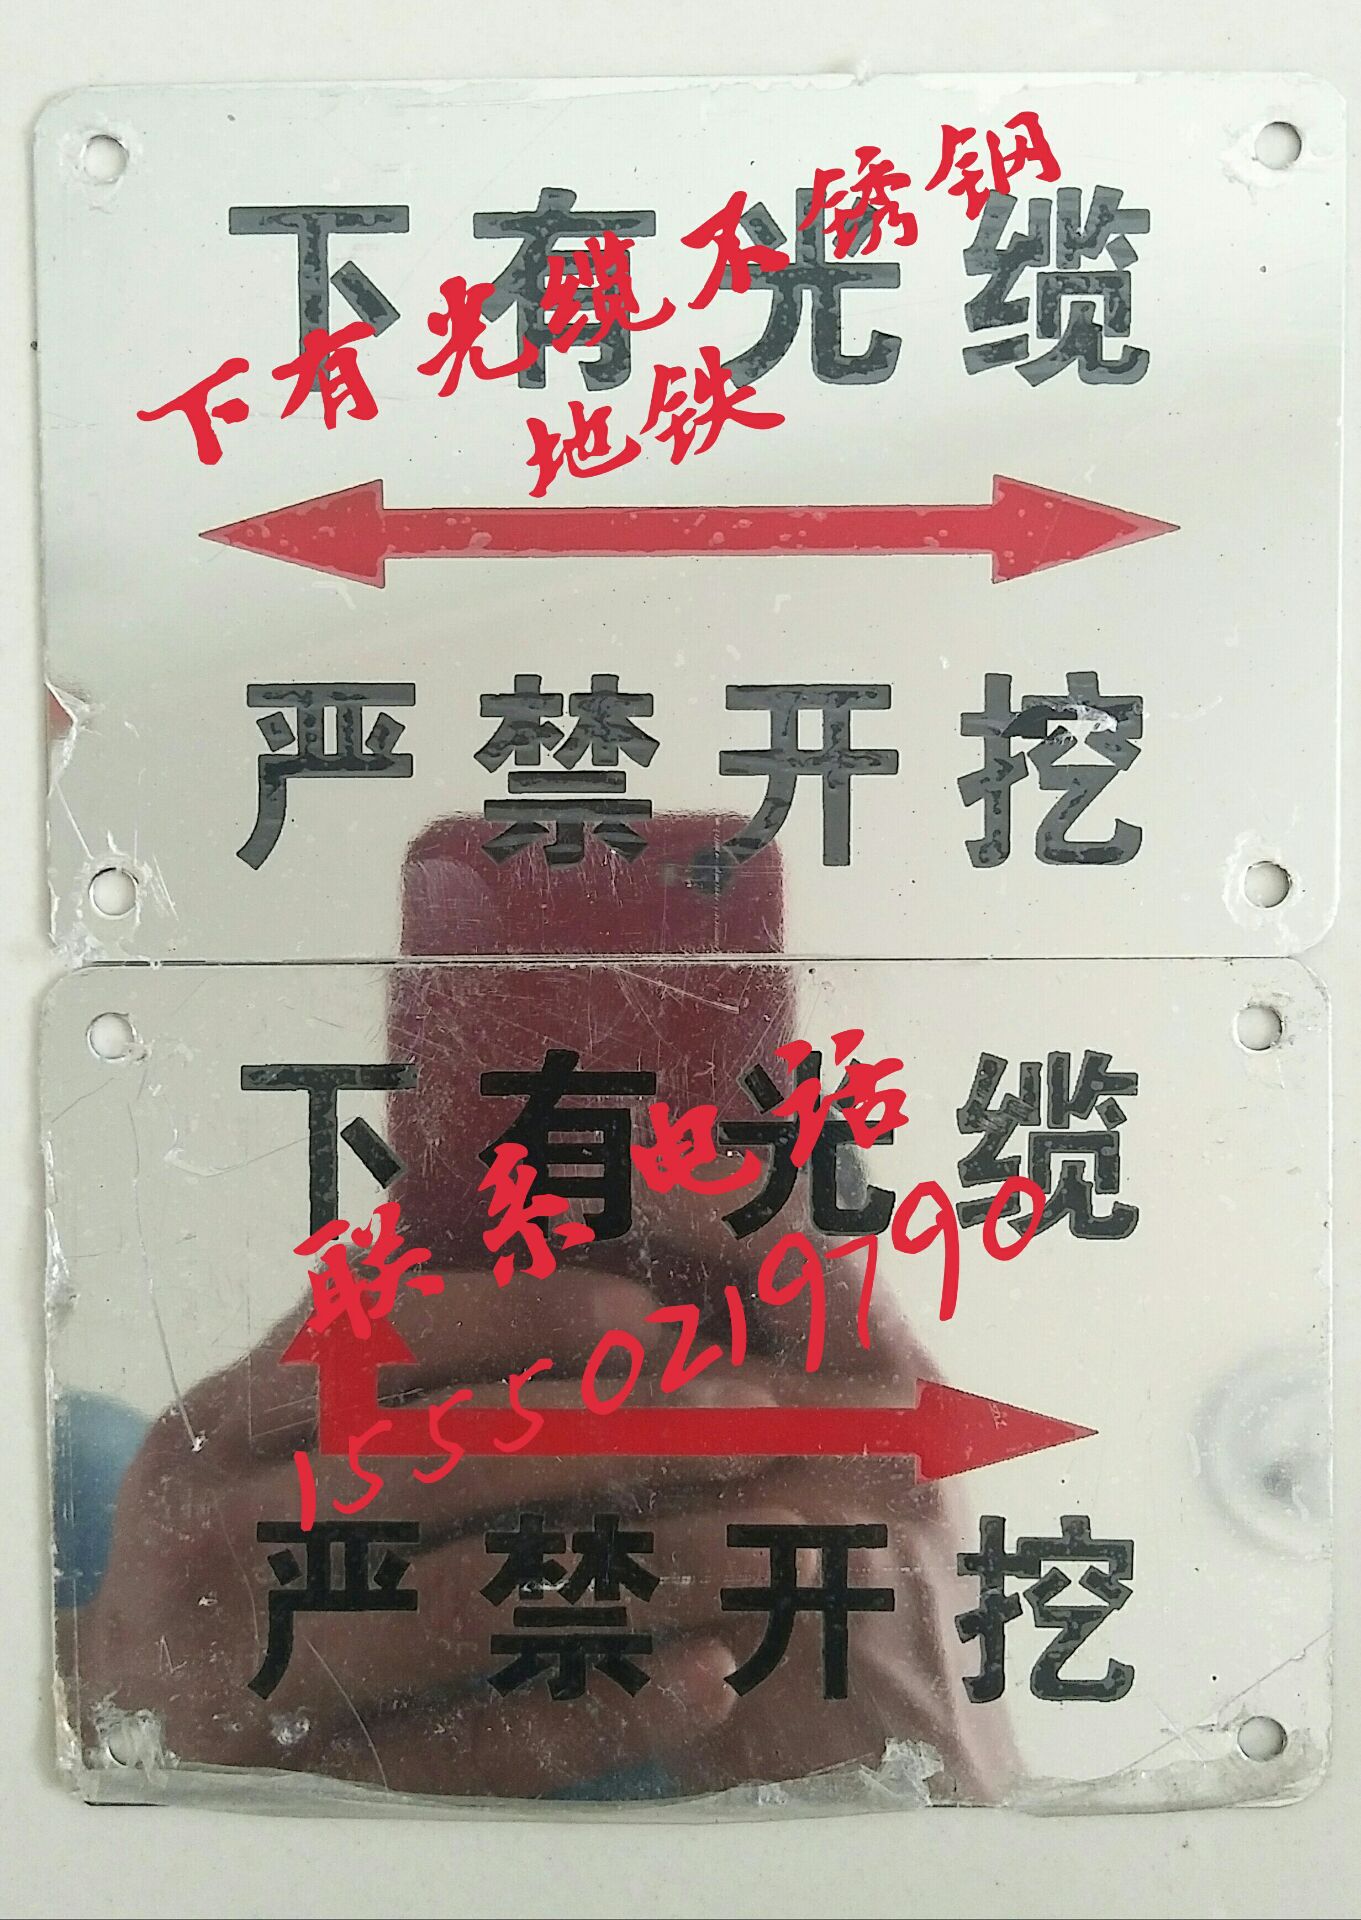 下有光缆
下有光缆不锈钢
地铁
严禁开挖
下有光缆
联系电话
15550219790
严禁开挖